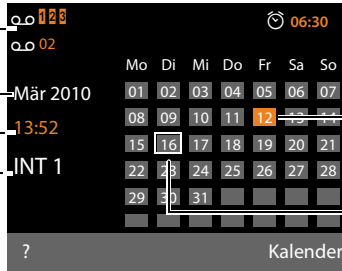 1 2 3 06:30
02
Mo Di Mi Do Fr Sa So
Mär 2010 01 02 03 04 05 06 07
13:52 08 09 10 11 12 13 14
15 16 17 18 19 20 21
INT 1 22 23 24 25 26 27 28
29 30 31
? Kalender